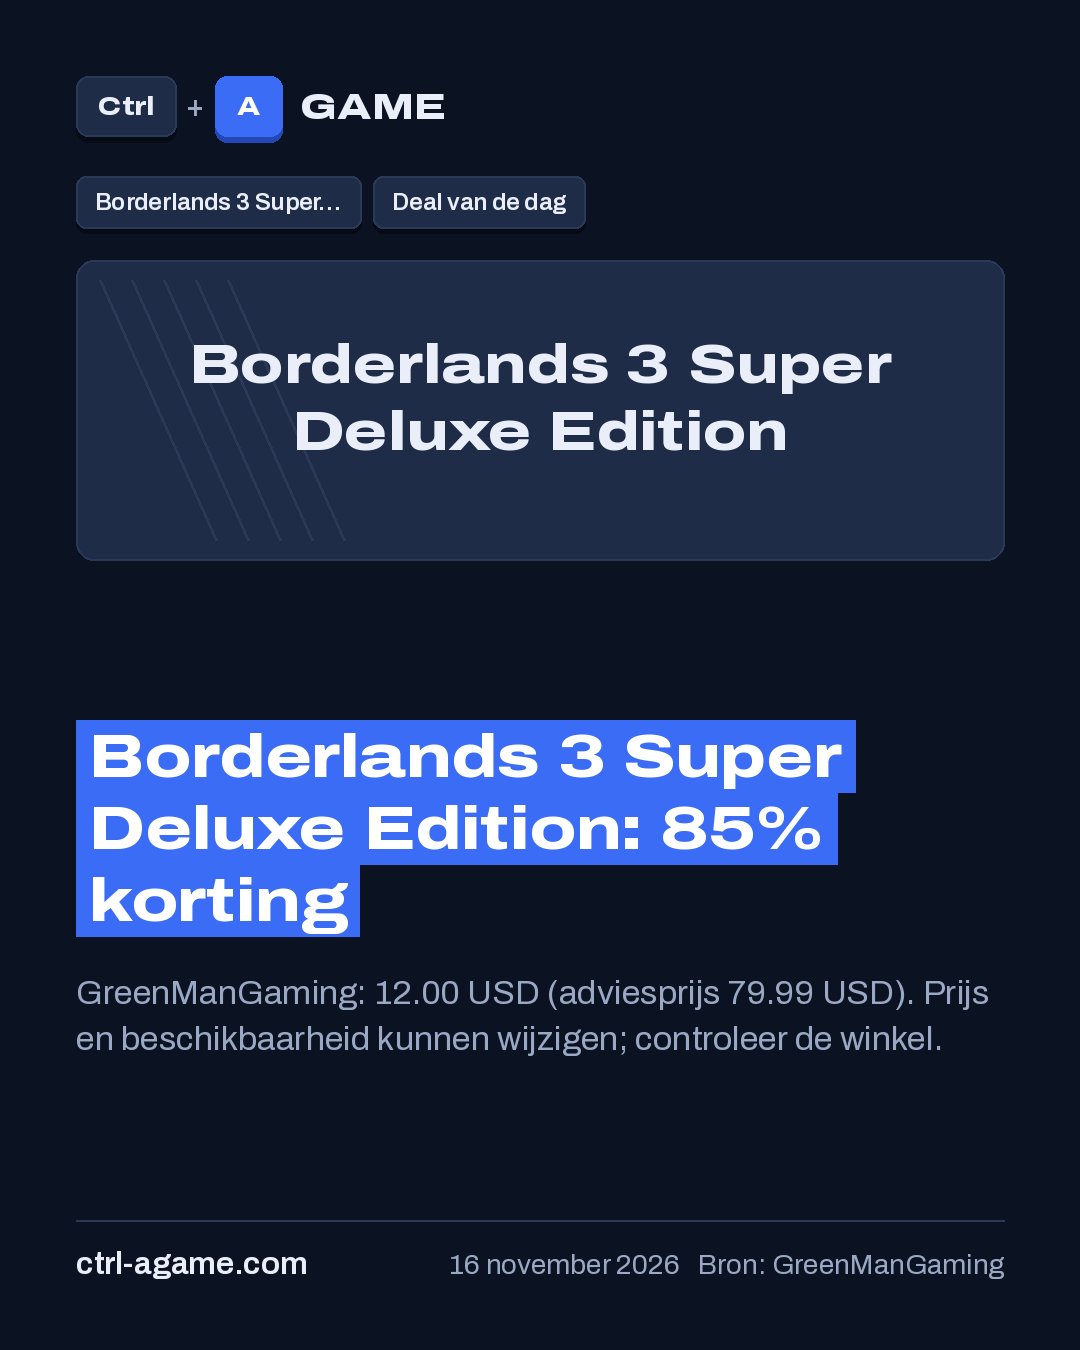 Ctrl + A GAME
Borderlands 3 Super... Deal van de dag
Borderlands 3 Super
Deluxe Edition
Borderlands 3 Super
Deluxe Edition: 85%
korting
GreenManGaming: 12.00 USD (adviesprijs 79.99 USD). Prijs
en beschikbaarheid kunnen wijzigen; controleer de winkel.
ctrl-agame.com 16 november 2026 Bron: GreenManGaming